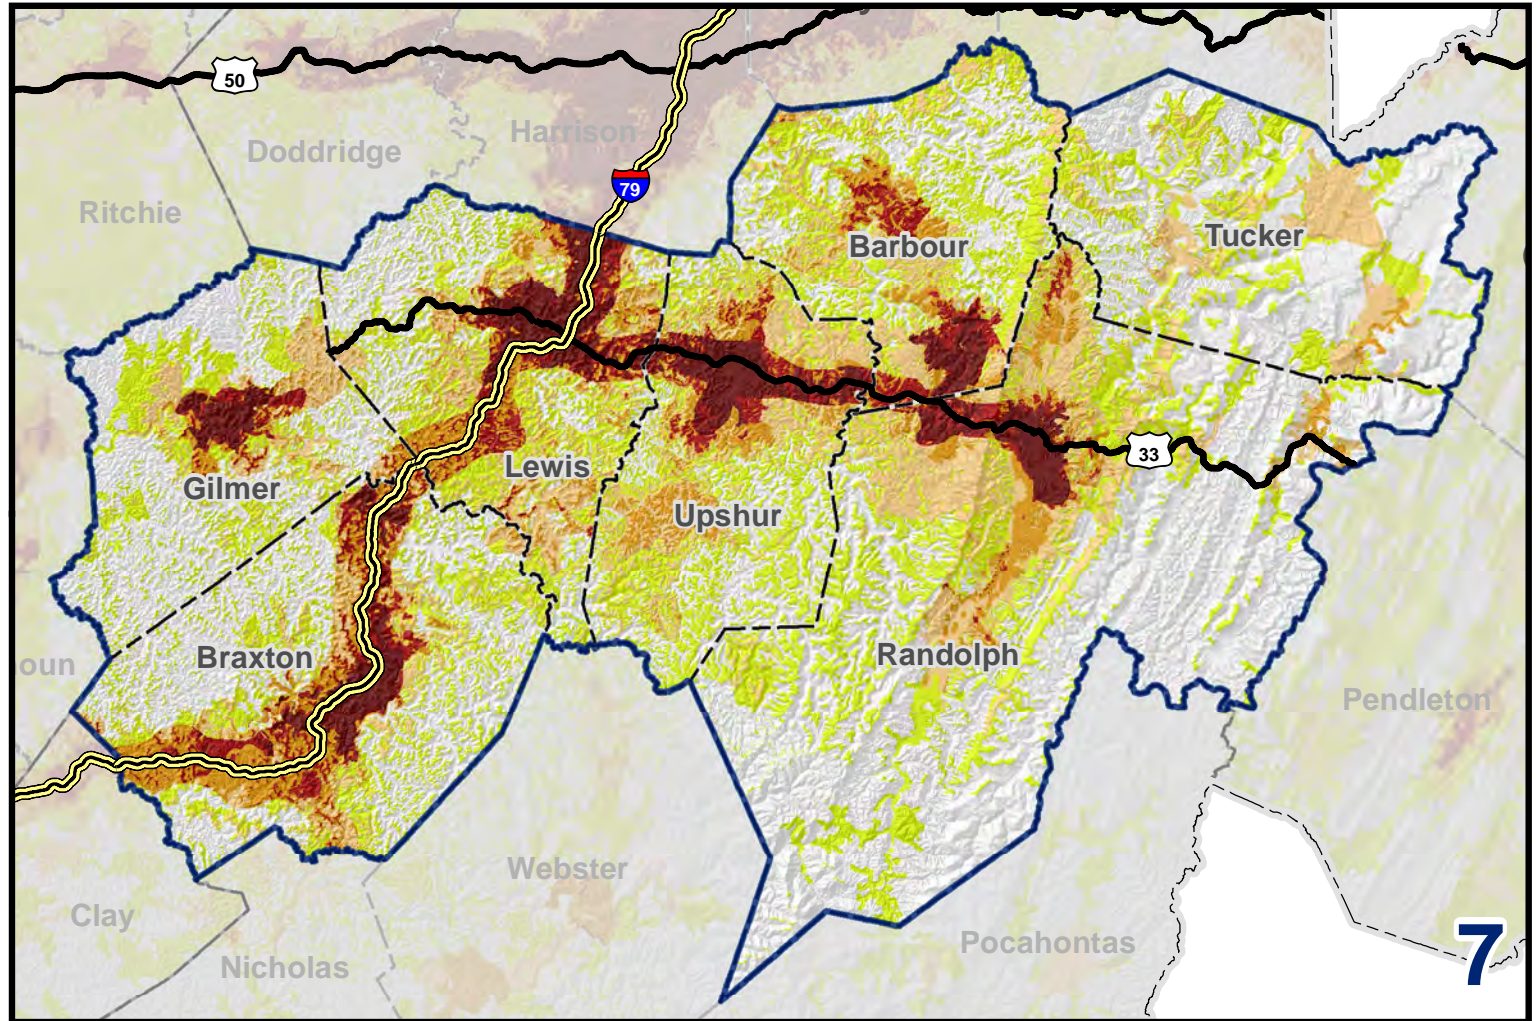 50
Harrison
Doddridge
79
Ritchie
Barbour
Tucker
33
Lewis
Gilmer
Upshur
Braxton
Randolph
oun
Pendleton
Webster
Clay
Pocahontas
Nicholas
7